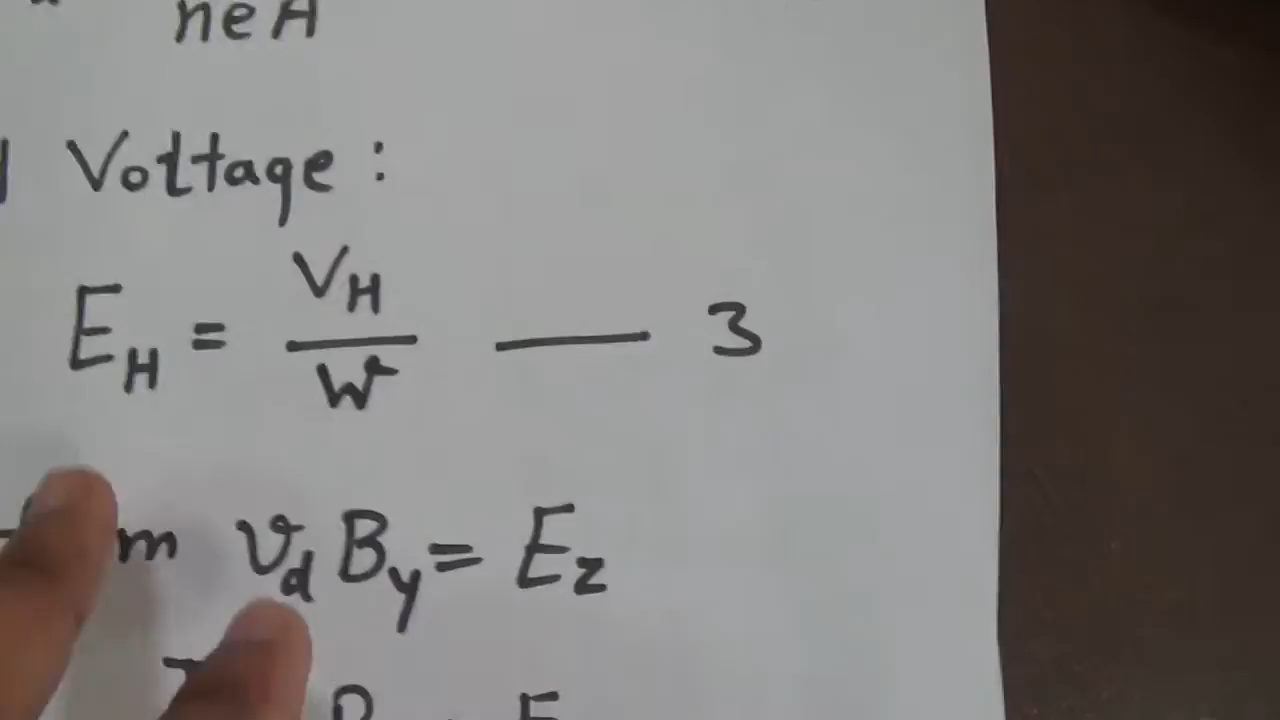 neA
Voltage :
E_H = V_H / W — 3
m v_d B_y = E_z